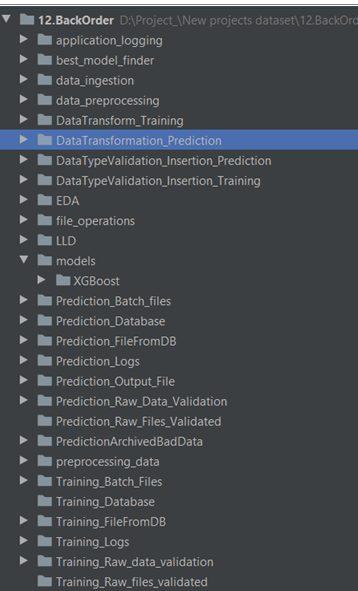 12.BackOrder D:\Project_\New projects dataset\12.BackOr
application_logging
best_model_finder
data_ingestion
data_preprocessing
DataTransform_Training
DataTransformation_Prediction
DataTypeValidation_Insertion_Prediction
DataTypeValidation_Insertion_Training
EDA
file_operations
LLD
models
XGBoost
Prediction_Batch_files
Prediction_Database
Prediction_FileFromDB
Prediction_Logs
Prediction_Output_File
Prediction_Raw_Data_Validation
Prediction_Raw_Files_Validated
PredictionArchivedBadData
preprocessing_data
Training_Batch_Files
Training_Database
Training_FileFromDB
Training_Logs
Training_Raw_data_validation
Training_Raw_files_validated